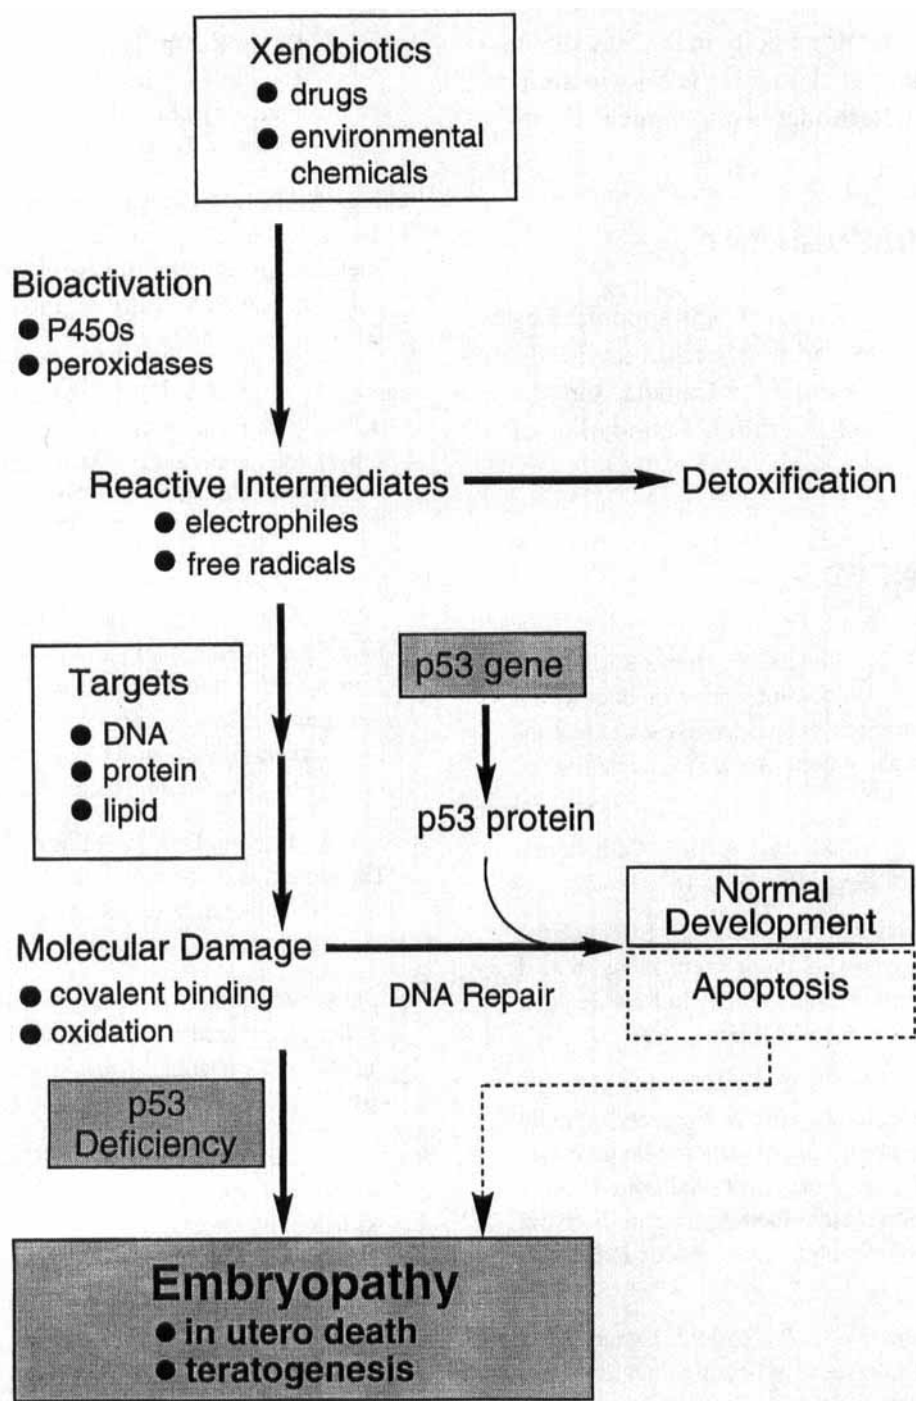 Xenobiotics
● drugs
● environmental
chemicals
Bioactivation
● P450s
● peroxidases
Reactive Intermediates
● electrophiles
● free radicals
Detoxification
Targets
● DNA
● protein
● lipid
p53 gene
p53 protein
Molecular Damage
● covalent binding
● oxidation
DNA Repair
Normal
Development
Apoptosis
p53
Deficiency
Embryopathy
● in utero death
● teratogenesis